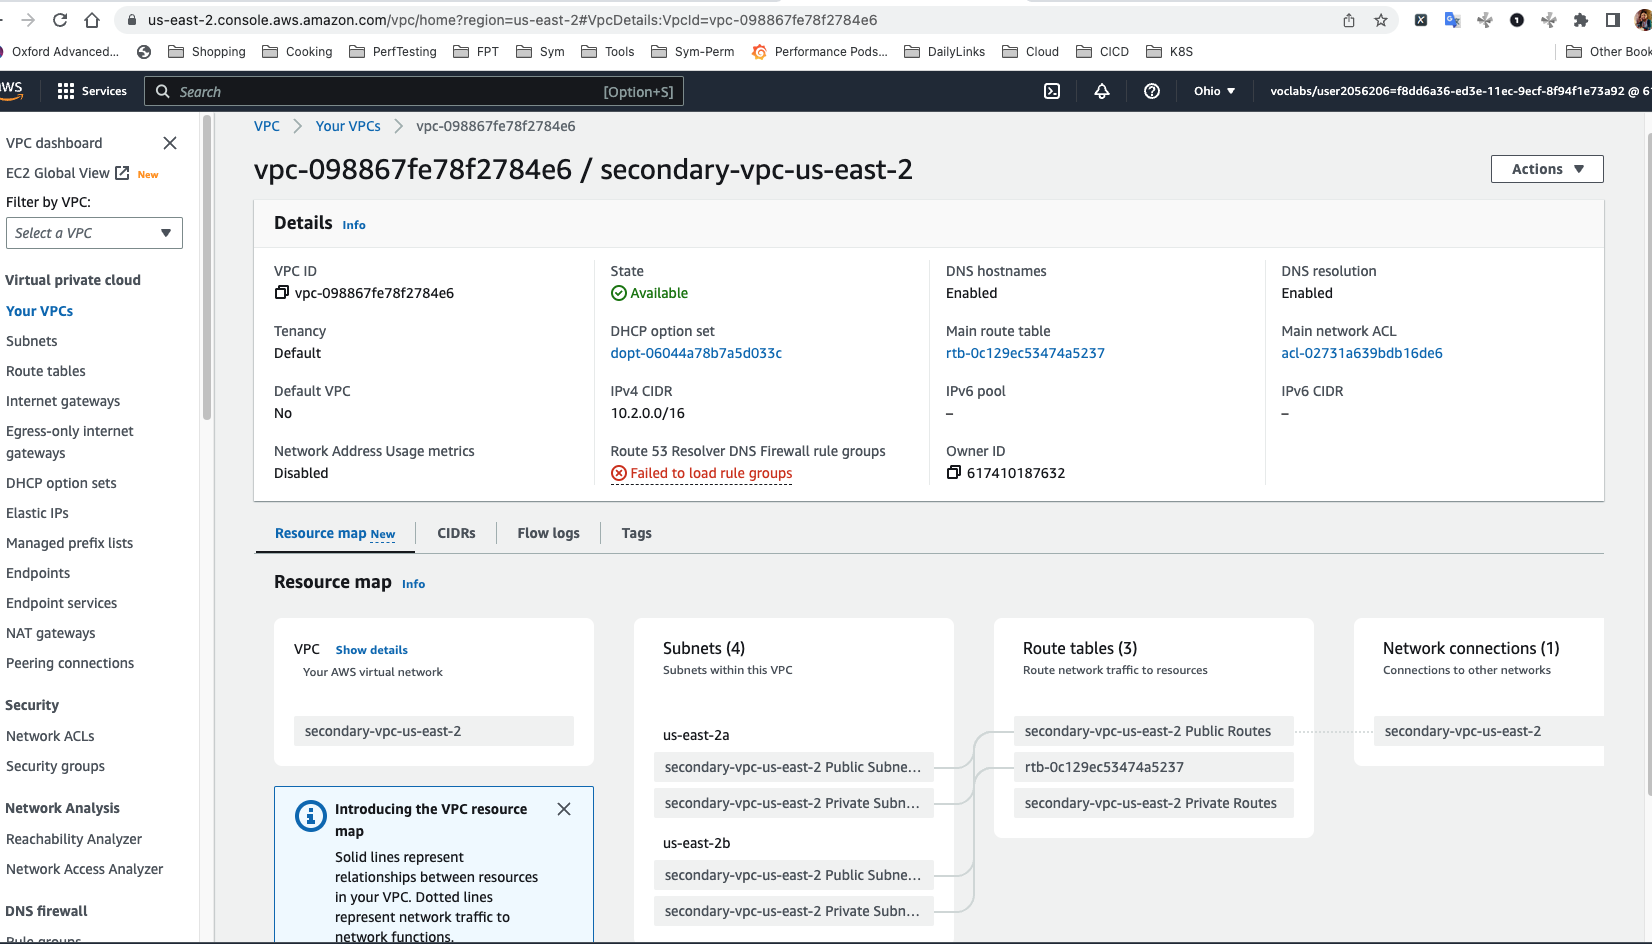 us-east-2.console.aws.amazon.com/vpc/home?region=us-east-2#VpcDetails:VpcId=vpc-098867fe78f2784e6
Oxford Advanced...
Shopping
Cooking
PerfTesting
FPT
Sym
Tools
Sym-Perm
Performance Pods...
DailyLinks
Cloud
CICD
K8S
Other Book
aws
Services
Search
[Option+S]
Ohio
voclabs/user2056206=f8dd6a36-ed3e-11ec-9ecf-8f94f1e73a92 @ 6
VPC dashboard
EC2 Global View New
Filter by VPC:
Select a VPC
Virtual private cloud
Your VPCs
Subnets
Route tables
Internet gateways
Egress-only internet
gateways
DHCP option sets
Elastic IPs
Managed prefix lists
Endpoints
Endpoint services
NAT gateways
Peering connections
Security
Network ACLs
Security groups
Network Analysis
Reachability Analyzer
Network Access Analyzer
DNS firewall
Rule groups
VPC
Your VPCs
vpc-098867fe78f2784e6
vpc-098867fe78f2784e6 / secondary-vpc-us-east-2
Actions
Details Info
VPC ID
vpc-098867fe78f2784e6
State
Available
DNS hostnames
Enabled
DNS resolution
Enabled
Tenancy
Default
DHCP option set
dopt-06044a78b7a5d033c
Main route table
rtb-0c129ec53474a5237
Main network ACL
acl-02731a639bdb16de6
Default VPC
No
IPv4 CIDR
10.2.0.0/16
IPv6 pool
–
IPv6 CIDR
–
Network Address Usage metrics
Disabled
Route 53 Resolver DNS Firewall rule groups
Failed to load rule groups
Owner ID
617410187632
Resource map New
CIDRs
Flow logs
Tags
Resource map Info
VPC Show details
Your AWS virtual network
secondary-vpc-us-east-2
Introducing the VPC resource
map
Solid lines represent
relationships between resources
in your VPC. Dotted lines
represent network traffic to
network functions.
Subnets (4)
Subnets within this VPC
us-east-2a
secondary-vpc-us-east-2 Public Subne...
secondary-vpc-us-east-2 Private Subn...
us-east-2b
secondary-vpc-us-east-2 Public Subne...
secondary-vpc-us-east-2 Private Subn...
Route tables (3)
Route network traffic to resources
secondary-vpc-us-east-2 Public Routes
rtb-0c129ec53474a5237
secondary-vpc-us-east-2 Private Routes
Network connections (1)
Connections to other networks
secondary-vpc-us-east-2